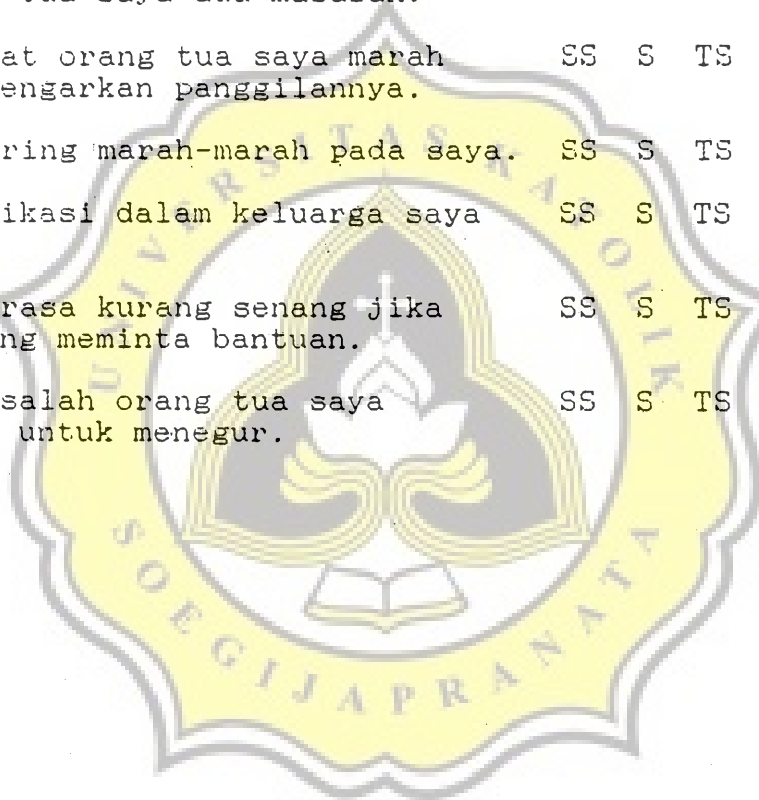 tua saya
at orang tua saya marah SS S TS
engarkan panggilannya.
ring marah-marah pada saya. SS S TS
ikasi dalam keluarga saya SS S TS
rasa kurang senang jika SS S TS
ng meminta bantuan.
salah orang tua saya SS S TS
untuk menegur.
UNIVERSITAS KATOLIK
SOEGIJAPRANATA